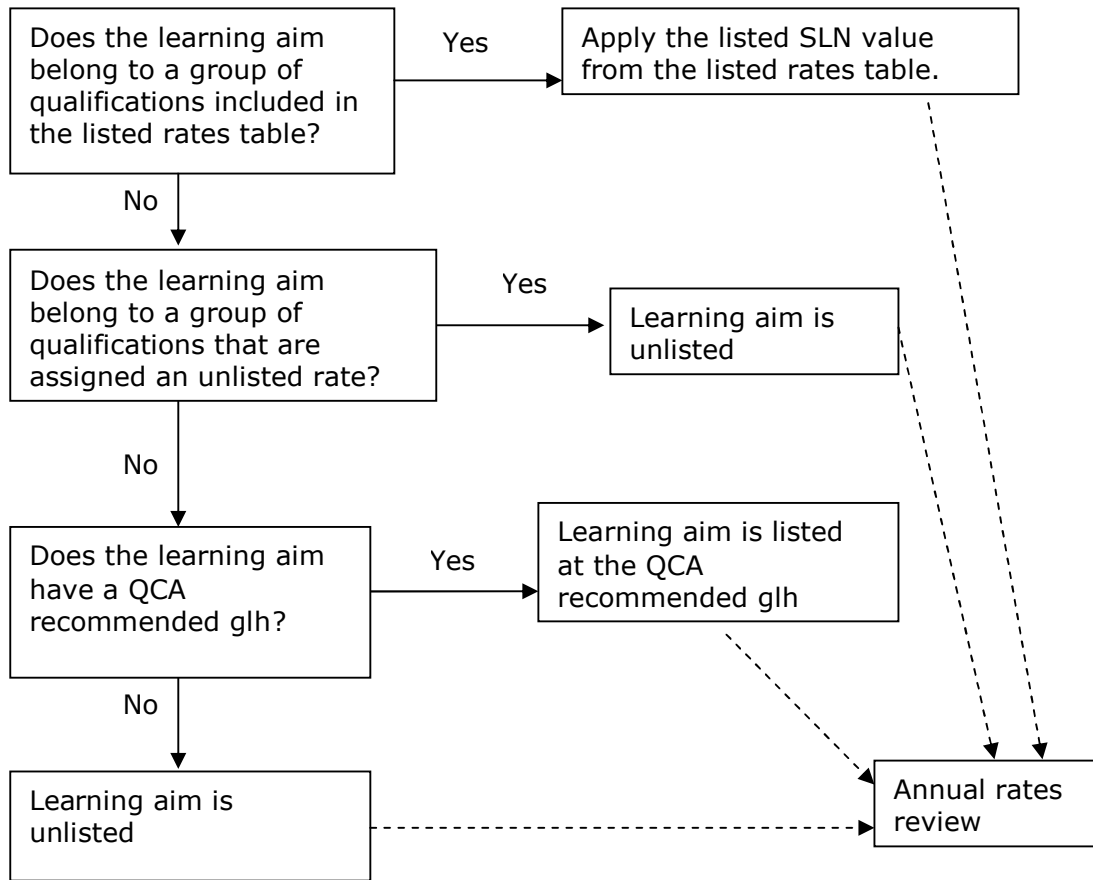 Does the learning aim
belong to a group of
qualifications included in
the listed rates table?
Yes
Apply the listed SLN value
from the listed rates table.
No
Does the learning aim
belong to a group of
qualifications that are
assigned an unlisted rate?
Yes
Learning aim is
unlisted
No
Does the learning aim
have a QCA
recommended glh?
Yes
Learning aim is listed
at the QCA
recommended glh
No
Learning aim is
unlisted
Annual rates
review